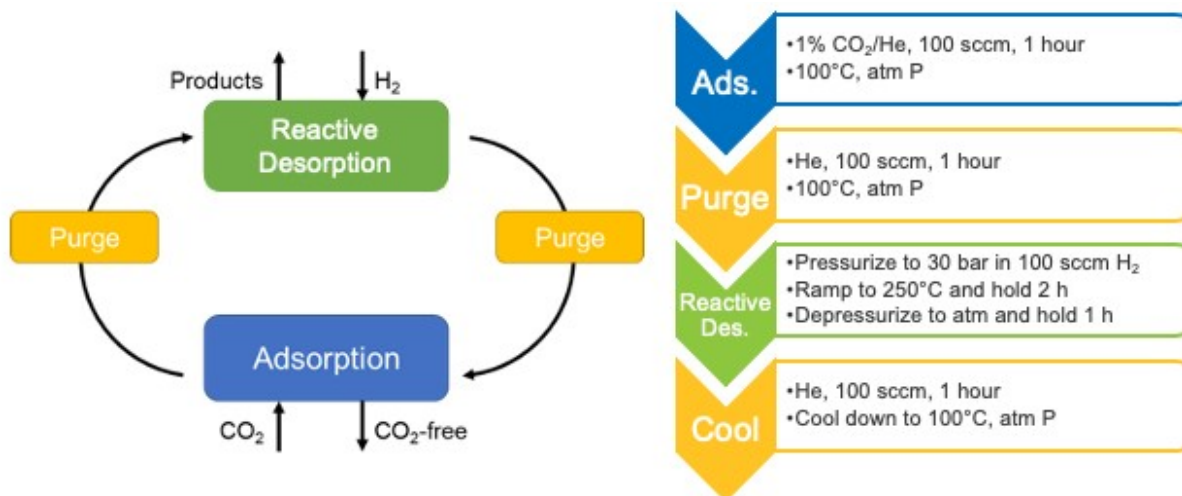 Products
H₂
Reactive
Desorption
Purge
Purge
Adsorption
CO₂
CO₂-free
Ads.
•1% CO₂/He, 100 sccm, 1 hour
•100°C, atm P
Purge
•He, 100 sccm, 1 hour
•100°C, atm P
Reactive
Des.
•Pressurize to 30 bar in 100 sccm H₂
•Ramp to 250°C and hold 2 h
•Depressurize to atm and hold 1 h
Cool
•He, 100 sccm, 1 hour
•Cool down to 100°C, atm P